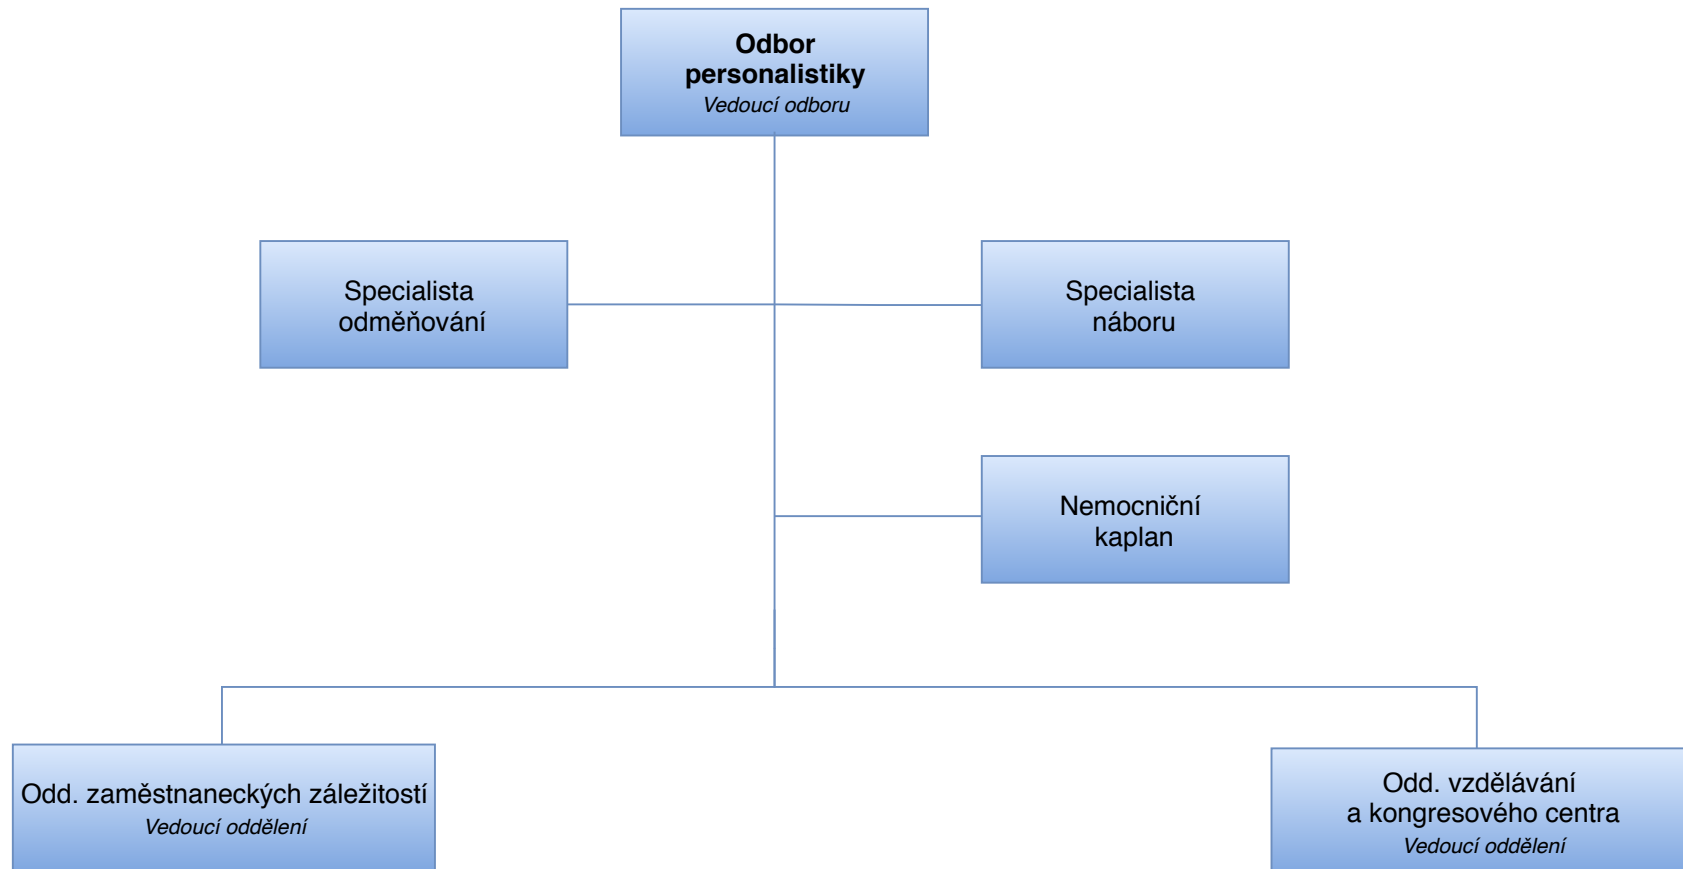 Odbor
personalistiky
Vedoucí odboru
Specialista
odměňování
Specialista
náboru
Nemocniční
kaplan
Odd. zaměstnaneckých záležitostí
Vedoucí oddělení
Odd. vzdělávání
a kongresového centra
Vedoucí oddělení